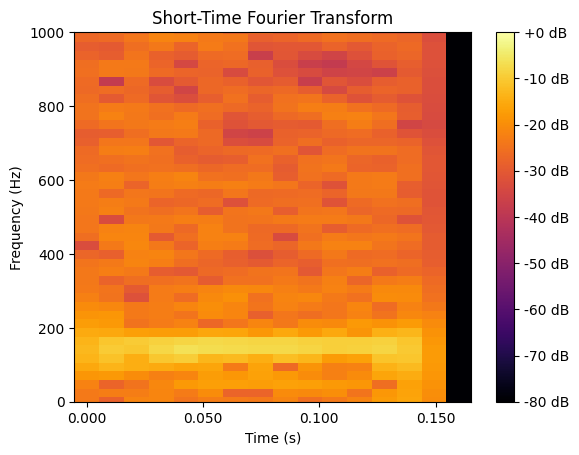 Short-Time Fourier Transform
1000
800
600
400
200
0
Frequency (Hz)
0.000
0.050
0.100
0.150
Time (s)
+0 dB
-10 dB
-20 dB
-30 dB
-40 dB
-50 dB
-60 dB
-70 dB
-80 dB